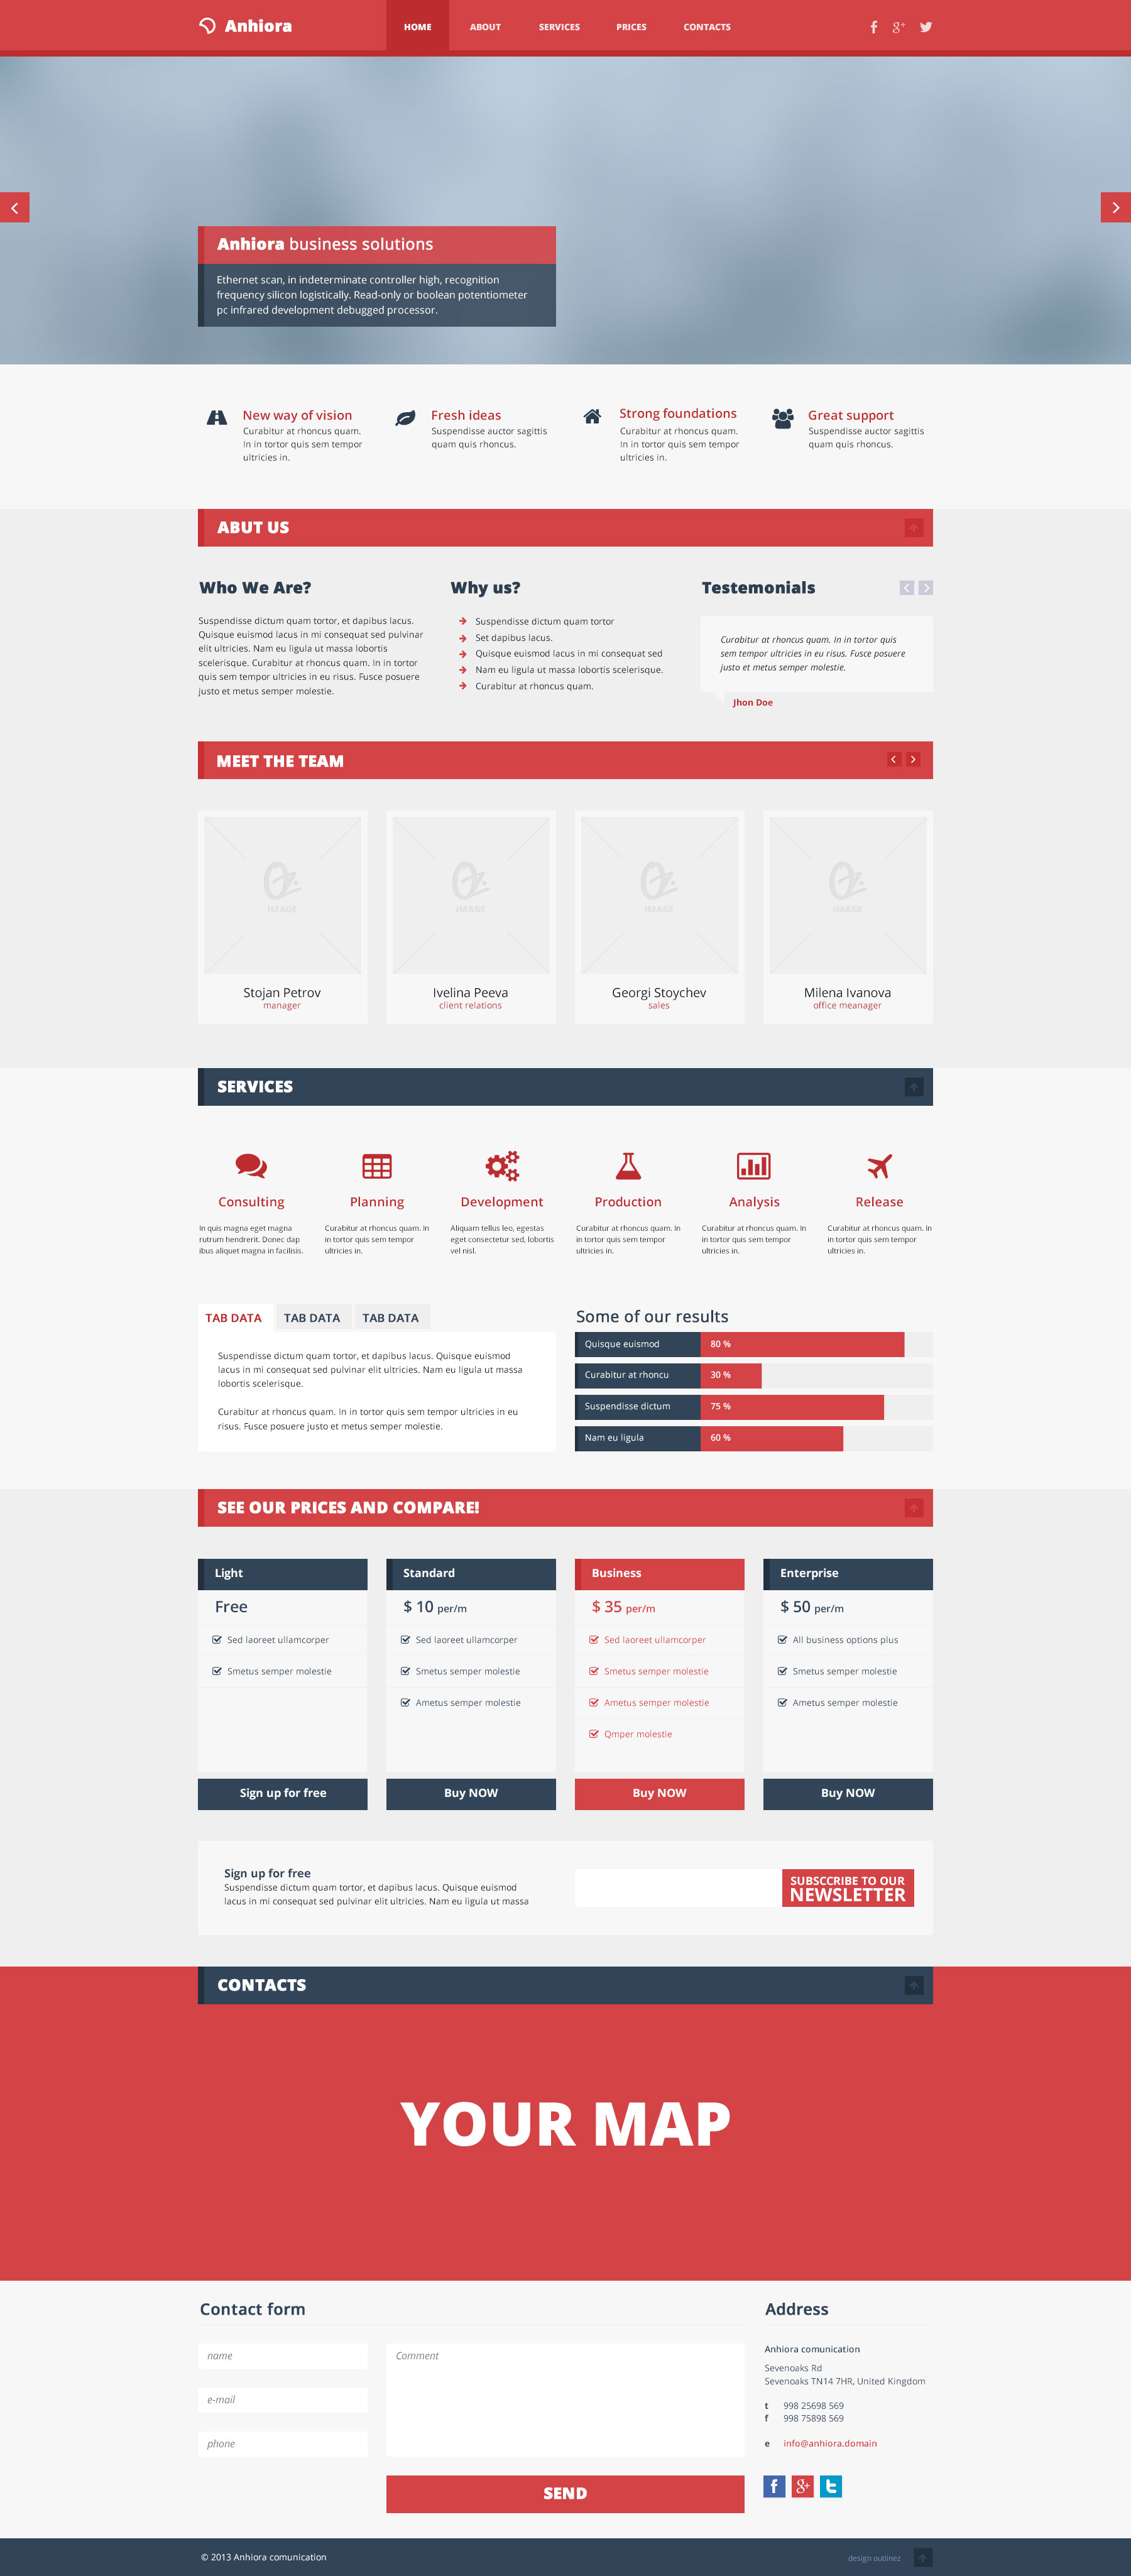 Anhiora
HOME ABOUT SERVICES PRICES CONTACTS
Anhiora business solutions
Ethernet scan, in indeterminate controller high, recognition
frequency silicon logistically. Read-only or boolean potentiometer
pc infrared development debugged processor.
New way of vision
Curabitur at rhoncus quam.
In in tortor quis sem tempor
ultricies in.
Fresh ideas
Suspendisse auctor sagittis
quam quis rhoncus.
Strong foundations
Curabitur at rhoncus quam.
In in tortor quis sem tempor
ultricies in.
Great support
Suspendisse auctor sagittis
quam quis rhoncus.
ABUT US
Who We Are?
Suspendisse dictum quam tortor, et dapibus lacus.
Quisque euismod lacus in mi consequat sed pulvinar
elit ultricies. Nam eu ligula ut massa lobortis
scelerisque. Curabitur at rhoncus quam. In in tortor
quis sem tempor ultricies in eu risus. Fusce posuere
justo et metus semper molestie.
Why us?
Suspendisse dictum quam tortor
Set dapibus lacus.
Quisque euismod lacus in mi consequat sed
Nam eu ligula ut massa lobortis scelerisque.
Curabitur at rhoncus quam.
Testemonials
Curabitur at rhoncus quam. In in tortor quis
sem tempor ultricies in eu risus. Fusce posuere
justo et metus semper molestie.
Jhon Doe
MEET THE TEAM
Oz.
IMAGE
Stojan Petrov
manager
Oz.
IMAGE
Ivelina Peeva
client relations
Oz.
IMAGE
Georgi Stoychev
sales
Oz.
IMAGE
Milena Ivanova
office meanager
SERVICES
Consulting
In quis magna eget magna
rutrum hendrerit. Donec dap
ibus aliquet magna in facilisis.
Planning
Curabitur at rhoncus quam. In
in tortor quis sem tempor
ultricies in.
Development
Aliquam tellus leo, egestas
eget consectetur sed, lobortis
vel nisl.
Production
Curabitur at rhoncus quam. In
in tortor quis sem tempor
ultricies in.
Analysis
Curabitur at rhoncus quam. In
in tortor quis sem tempor
ultricies in.
Release
Curabitur at rhoncus quam. In
in tortor quis sem tempor
ultricies in.
TAB DATA TAB DATA TAB DATA
Suspendisse dictum quam tortor, et dapibus lacus. Quisque euismod
lacus in mi consequat sed pulvinar elit ultricies. Nam eu ligula ut massa
lobortis scelerisque.
Curabitur at rhoncus quam. In in tortor quis sem tempor ultricies in eu
risus. Fusce posuere justo et metus semper molestie.
Some of our results
Quisque euismod 80 %
Curabitur at rhoncu 30 %
Suspendisse dictum 75 %
Nam eu ligula 60 %
SEE OUR PRICES AND COMPARE!
Light
Free
Sed laoreet ullamcorper
Smetus semper molestie
Sign up for free
Standard
$ 10 per/m
Sed laoreet ullamcorper
Smetus semper molestie
Ametus semper molestie
Buy NOW
Business
$ 35 per/m
Sed laoreet ullamcorper
Smetus semper molestie
Ametus semper molestie
Qmper molestie
Buy NOW
Enterprise
$ 50 per/m
All business options plus
Smetus semper molestie
Ametus semper molestie
Buy NOW
Sign up for free
Suspendisse dictum quam tortor, et dapibus lacus. Quisque euismod
lacus in mi consequat sed pulvinar elit ultricies. Nam eu ligula ut massa
SUBSCCRIBE TO OUR
NEWSLETTER
CONTACTS
YOUR MAP
Contact form
name
e-mail
phone
Comment
SEND
Address
Anhiora comunication
Sevenoaks Rd
Sevenoaks TN14 7HR, United Kingdom
t 998 25698 569
f 998 75898 569
e info@anhiora.domain
© 2013 Anhiora comunication
design outlinez